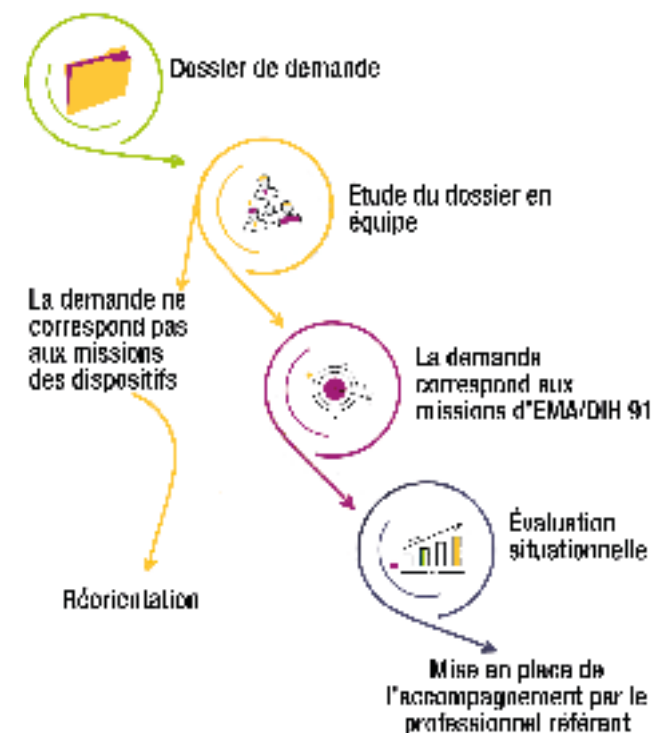 Dossier de demande
Etude du dossier en
équipe
La demande ne
correspond pas
aux missions
des dispositifs
La demande
correspond aux
missions d'EMA/DIH 91
Évaluation
situationnelle
Réorientation
Mise en place de
l'accompagnement par le
professionnel référent